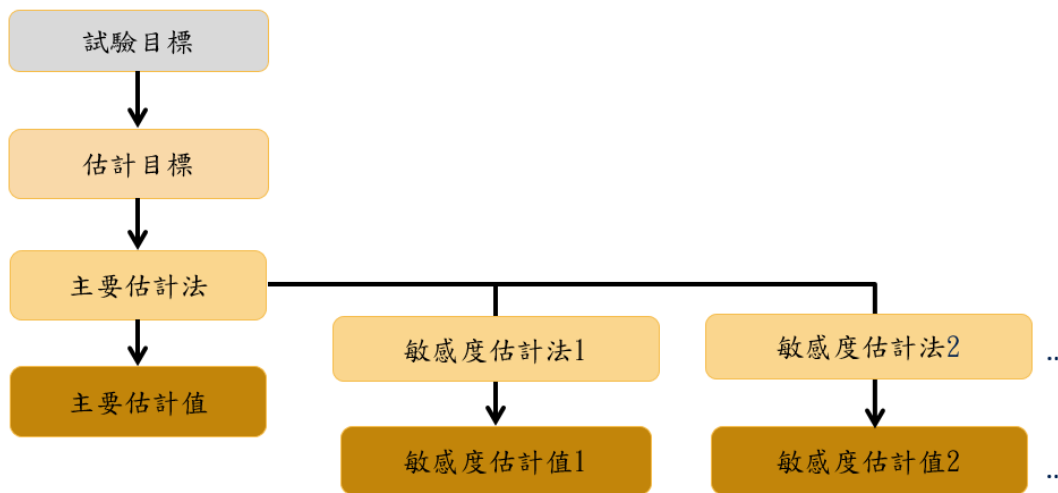 試驗目標
估計目標
主要估計法
主要估計值
敏感度估計法1
敏感度估計法2
..
敏感度估計值1
敏感度估計值2
..